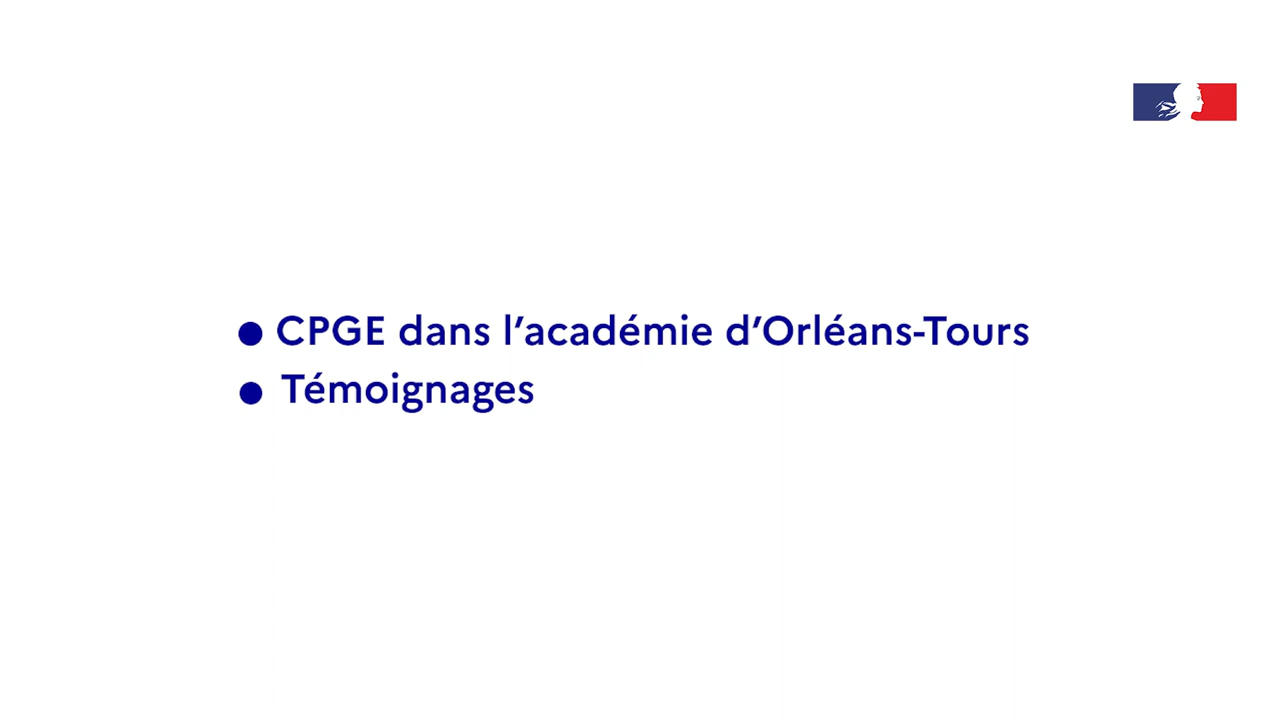 ● CPGE dans l’académie d’Orléans-Tours
● Témoignages